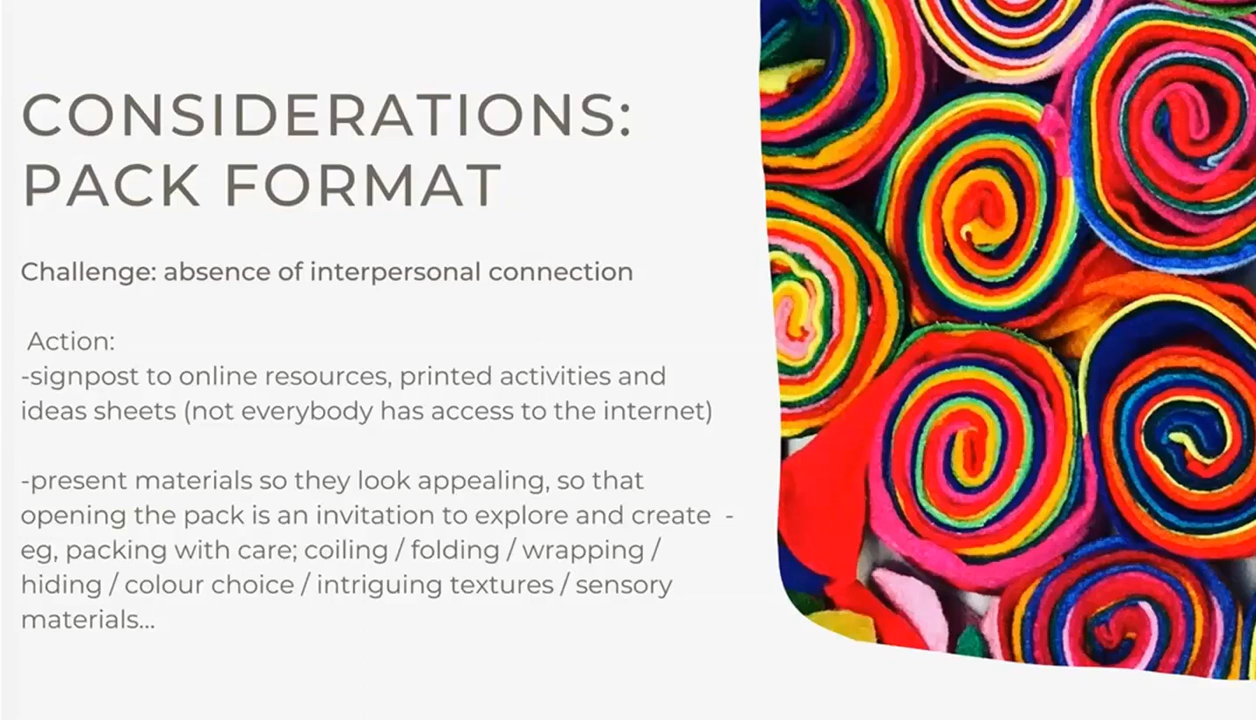 CONSIDERATIONS:
PACK FORMAT
Challenge: absence of interpersonal connection
Action:
-signpost to online resources, printed activities and
ideas sheets (not everybody has access to the internet)
-present materials so they look appealing, so that
opening the pack is an invitation to explore and create -
eg, packing with care; coiling / folding / wrapping /
hiding / colour choice / intriguing textures / sensory
materials...